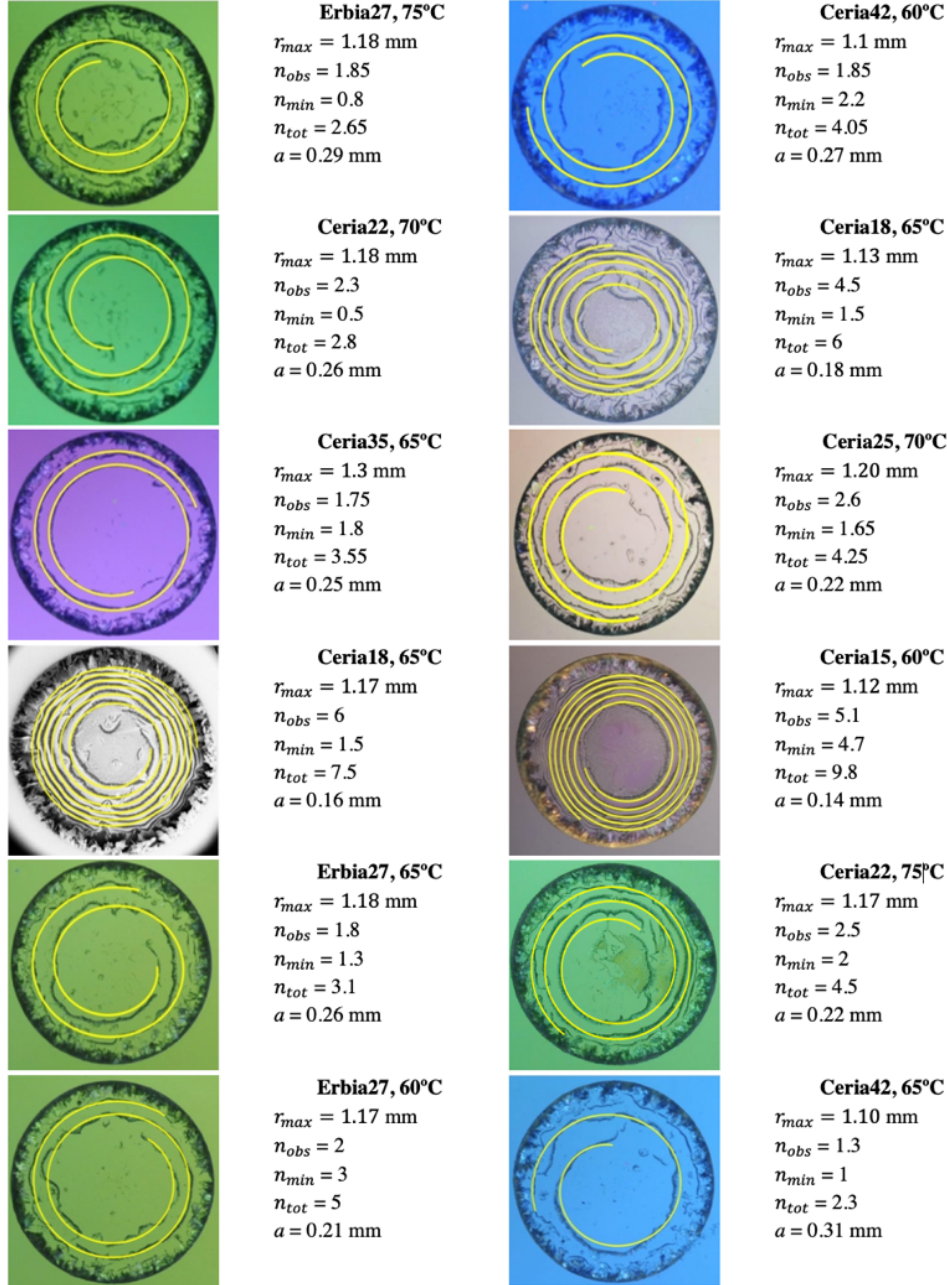 Erbia27, 75ºC
r_max = 1.18 mm
n_obs = 1.85
n_min = 0.8
n_tot = 2.65
a = 0.29 mm
Ceria42, 60ºC
r_max = 1.1 mm
n_obs = 1.85
n_min = 2.2
n_tot = 4.05
a = 0.27 mm
Ceria22, 70ºC
r_max = 1.18 mm
n_obs = 2.3
n_min = 0.5
n_tot = 2.8
a = 0.26 mm
Ceria18, 65ºC
r_max = 1.13 mm
n_obs = 4.5
n_min = 1.5
n_tot = 6
a = 0.18 mm
Ceria35, 65ºC
r_max = 1.3 mm
n_obs = 1.75
n_min = 1.8
n_tot = 3.55
a = 0.25 mm
Ceria25, 70ºC
r_max = 1.20 mm
n_obs = 2.6
n_min = 1.65
n_tot = 4.25
a = 0.22 mm
Ceria18, 65ºC
r_max = 1.17 mm
n_obs = 6
n_min = 1.5
n_tot = 7.5
a = 0.16 mm
Ceria15, 60ºC
r_max = 1.12 mm
n_obs = 5.1
n_min = 4.7
n_tot = 9.8
a = 0.14 mm
Erbia27, 65ºC
r_max = 1.18 mm
n_obs = 1.8
n_min = 1.3
n_tot = 3.1
a = 0.26 mm
Ceria22, 75ºC
r_max = 1.17 mm
n_obs = 2.5
n_min = 2
n_tot = 4.5
a = 0.22 mm
Erbia27, 60ºC
r_max = 1.17 mm
n_obs = 2
n_min = 3
n_tot = 5
a = 0.21 mm
Ceria42, 65ºC
r_max = 1.10 mm
n_obs = 1.3
n_min = 1
n_tot = 2.3
a = 0.31 mm